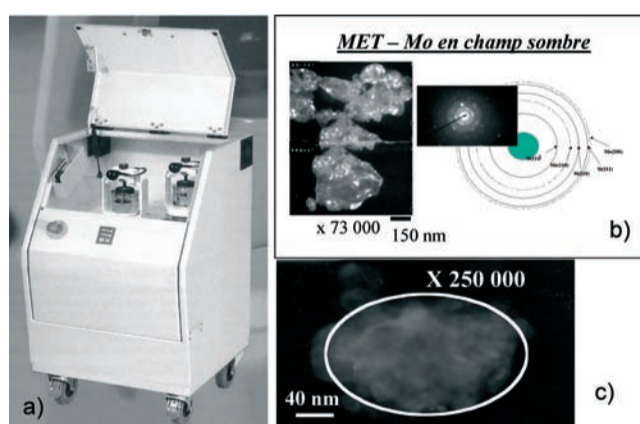 a)
MET – Mo en champ sombre
x 73 000
150 nm
b)
X 250 000
40 nm
c)